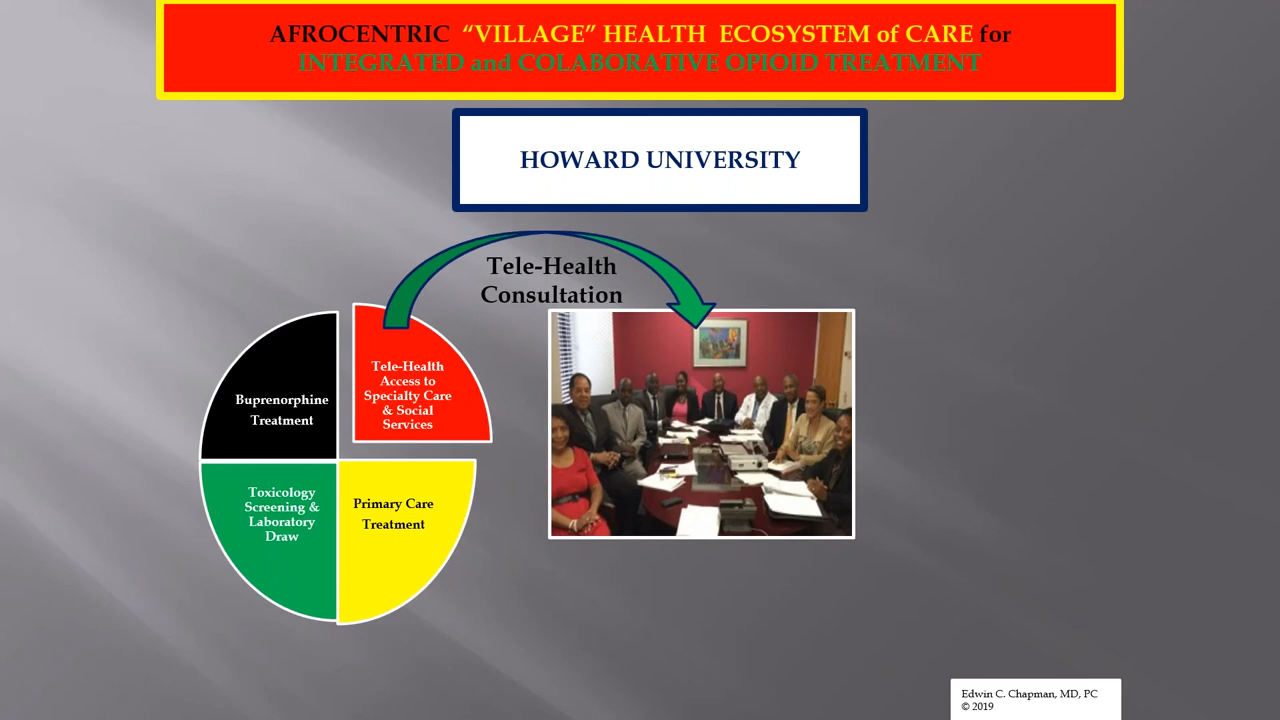 AFROCENTRIC “VILLAGE” HEALTH ECOSYSTEM of CARE for
INTEGRATED and COLABORATIVE OPIOID TREATMENT
HOWARD UNIVERSITY
Tele-Health
Consultation
Tele-Health
Access to
Specialty Care
& Social
Services
Buprenorphine
Treatment
Toxicology
Screening &
Laboratory
Draw
Primary Care
Treatment
Edwin C. Chapman, MD, PC
© 2019